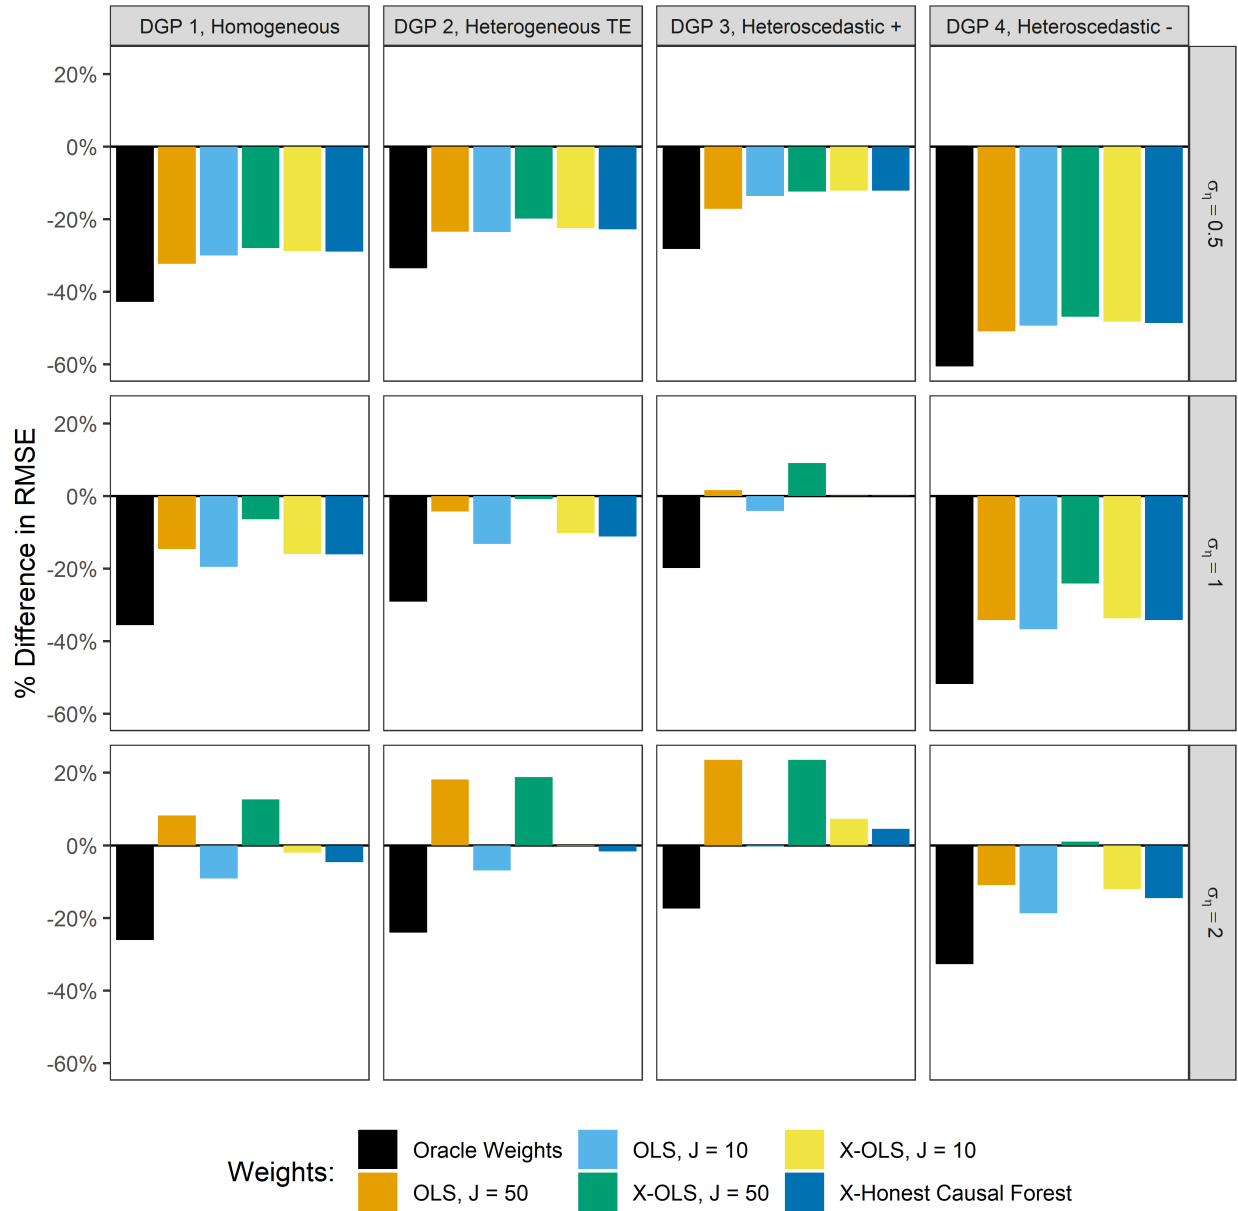 DGP 1, Homogeneous
DGP 2, Heterogeneous TE
DGP 3, Heteroscedastic +
DGP 4, Heteroscedastic -
% Difference in RMSE
20%
0%
-20%
-40%
-60%
ση = 0.5
20%
0%
-20%
-40%
-60%
ση = 1
20%
0%
-20%
-40%
-60%
ση = 2
Weights:
Oracle Weights
OLS, J = 10
X-OLS, J = 10
OLS, J = 50
X-OLS, J = 50
X-Honest Causal Forest